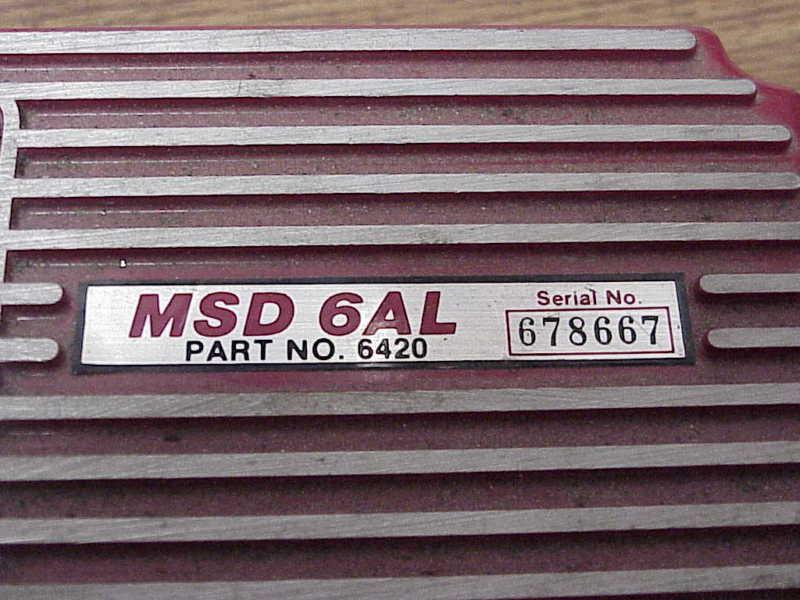 MSD 6AL
PART NO. 6420
Serial No.
678667